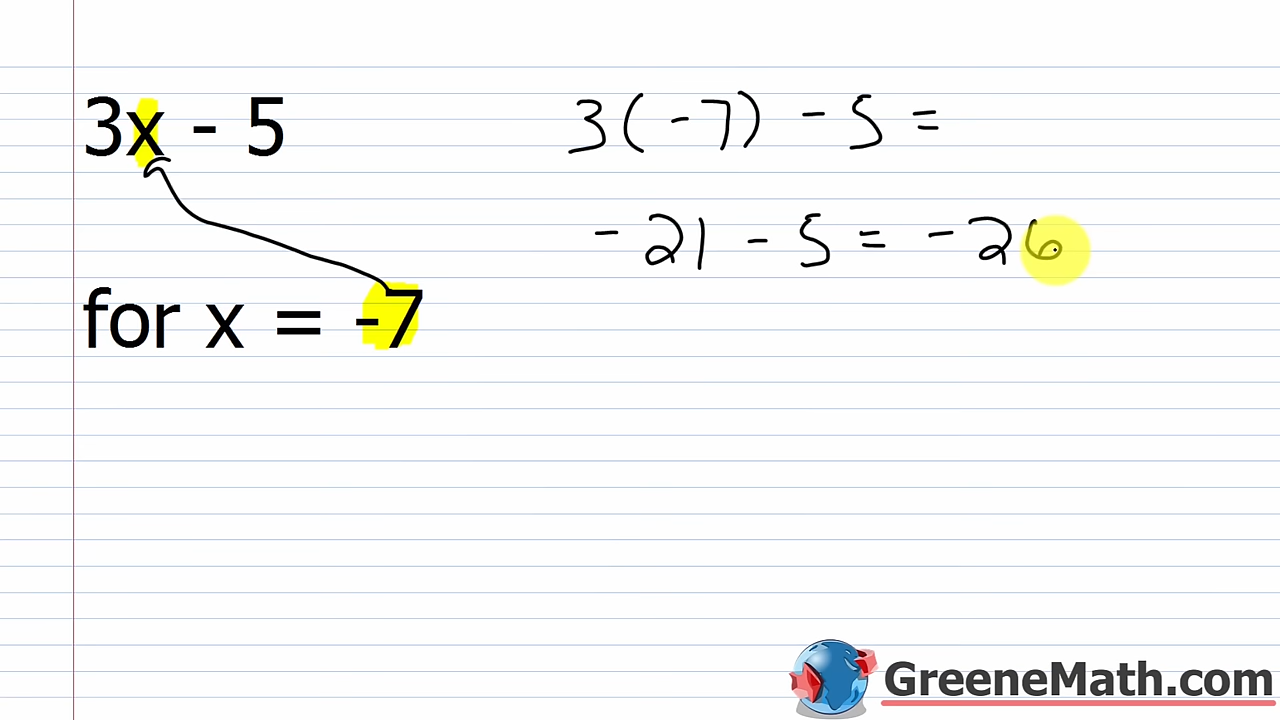 3x - 5
3(-7) - 5 =
-21 - 5 = -26
for x = -7
GreeneMath.com